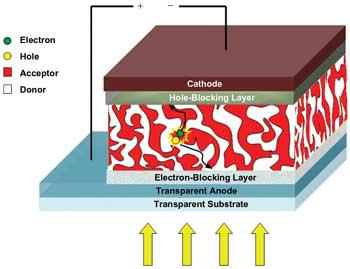 + −
Electron
Hole
Acceptor
Donor
Cathode
Hole-Blocking Layer
Electron-Blocking Layer
Transparent Anode
Transparent Substrate